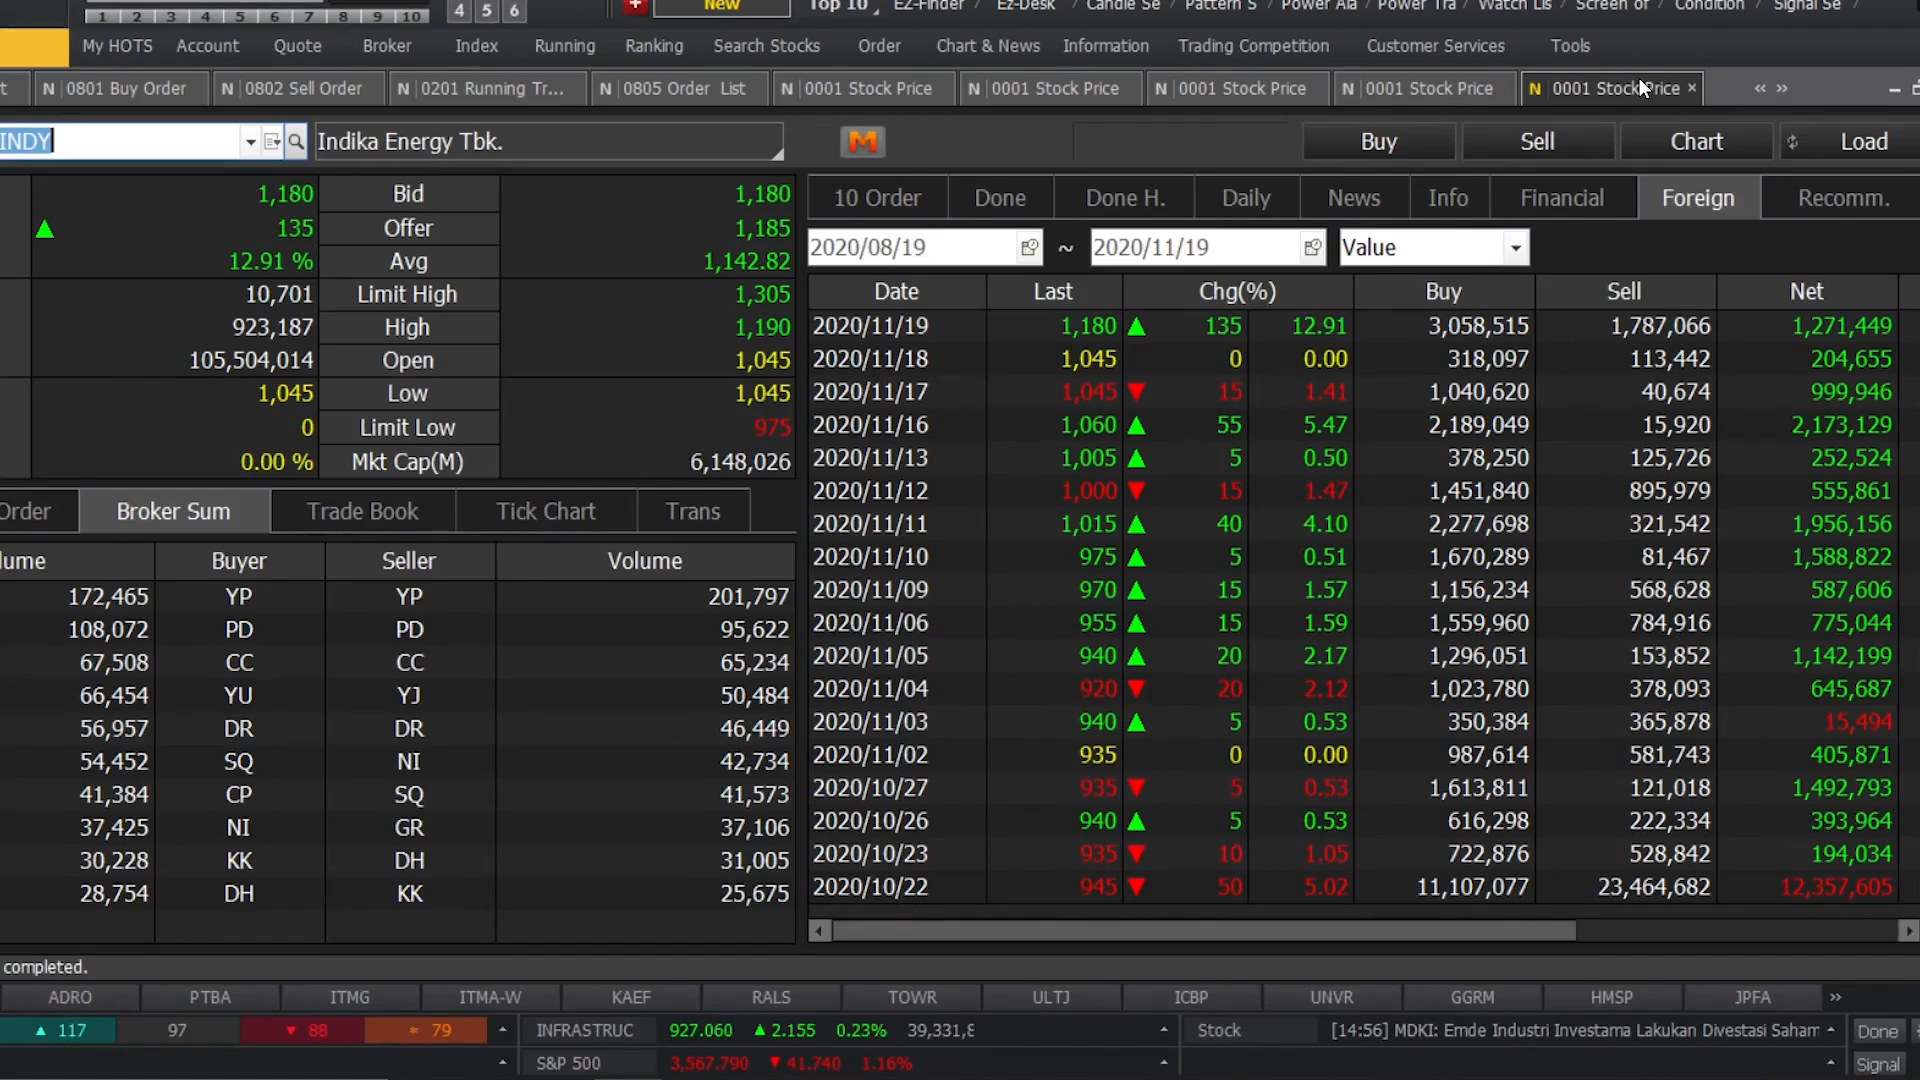 1 2 3 4 5 6 7 8 9 10 4 5 6 New Top 10 EZ-Finder Ez-Desk Candle Se Pattern S Power Ala Power Tra Watch Lis Screen of Condition Signal Se
My HOTS Account Quote Broker Index Running Ranking Search Stocks Order Chart & News Information Trading Competition Customer Services Tools
t N 0801 Buy Order N 0802 Sell Order N 0201 Running Tr... N 0805 Order List N 0001 Stock Price N 0001 Stock Price N 0001 Stock Price N 0001 Stock Price N 0001 Stock Price × « »
INDY Indika Energy Tbk. M Buy Sell Chart Load
1,180 Bid 1,180
▲ 135 Offer 1,185
12.91 % Avg 1,142.82
10,701 Limit High 1,305
923,187 High 1,190
105,504,014 Open 1,045
1,045 Low 1,045
0 Limit Low 975
0.00 % Mkt Cap(M) 6,148,026
Order Broker Sum Trade Book Tick Chart Trans
lume Buyer Seller Volume
172,465 YP YP 201,797
108,072 PD PD 95,622
67,508 CC CC 65,234
66,454 YU YJ 50,484
56,957 DR DR 46,449
54,452 SQ NI 42,734
41,384 CP SQ 41,573
37,425 NI GR 37,106
30,228 KK DH 31,005
28,754 DH KK 25,675
10 Order Done Done H. Daily News Info Financial Foreign Recomm.
2020/08/19 ~ 2020/11/19 Value
Date Last Chg(%) Buy Sell Net
2020/11/19 1,180 ▲ 135 12.91 3,058,515 1,787,066 1,271,449
2020/11/18 1,045 0 0.00 318,097 113,442 204,655
2020/11/17 1,045 ▼ 15 1.41 1,040,620 40,674 999,946
2020/11/16 1,060 ▲ 55 5.47 2,189,049 15,920 2,173,129
2020/11/13 1,005 ▲ 5 0.50 378,250 125,726 252,524
2020/11/12 1,000 ▼ 15 1.47 1,451,840 895,979 555,861
2020/11/11 1,015 ▲ 40 4.10 2,277,698 321,542 1,956,156
2020/11/10 975 ▲ 5 0.51 1,670,289 81,467 1,588,822
2020/11/09 970 ▲ 15 1.57 1,156,234 568,628 587,606
2020/11/06 955 ▲ 15 1.59 1,559,960 784,916 775,044
2020/11/05 940 ▲ 20 2.17 1,296,051 153,852 1,142,199
2020/11/04 920 ▼ 20 2.12 1,023,780 378,093 645,687
2020/11/03 940 ▲ 5 0.53 350,384 365,878 15,494
2020/11/02 935 0 0.00 987,614 581,743 405,871
2020/10/27 935 ▼ 5 0.53 1,613,811 121,018 1,492,793
2020/10/26 940 ▲ 5 0.53 616,298 222,334 393,964
2020/10/23 935 ▼ 10 1.05 722,876 528,842 194,034
2020/10/22 945 ▼ 50 5.02 11,107,077 23,464,682 12,357,605
completed.
ADRO PTBA ITMG ITMA-W KAEF RALS TOWR ULTJ ICBP UNVR GGRM HMSP JPFA »
▲ 117 97 ▼ 88 79 INFRASTRUC 927.060 ▲ 2.155 0.23% 39,331,8 Stock [14:56] MDKI: Emde Industri Investama Lakukan Divestasi Saham Done
S&P 500 3,567.790 ▼ 41.740 1.16% Signal